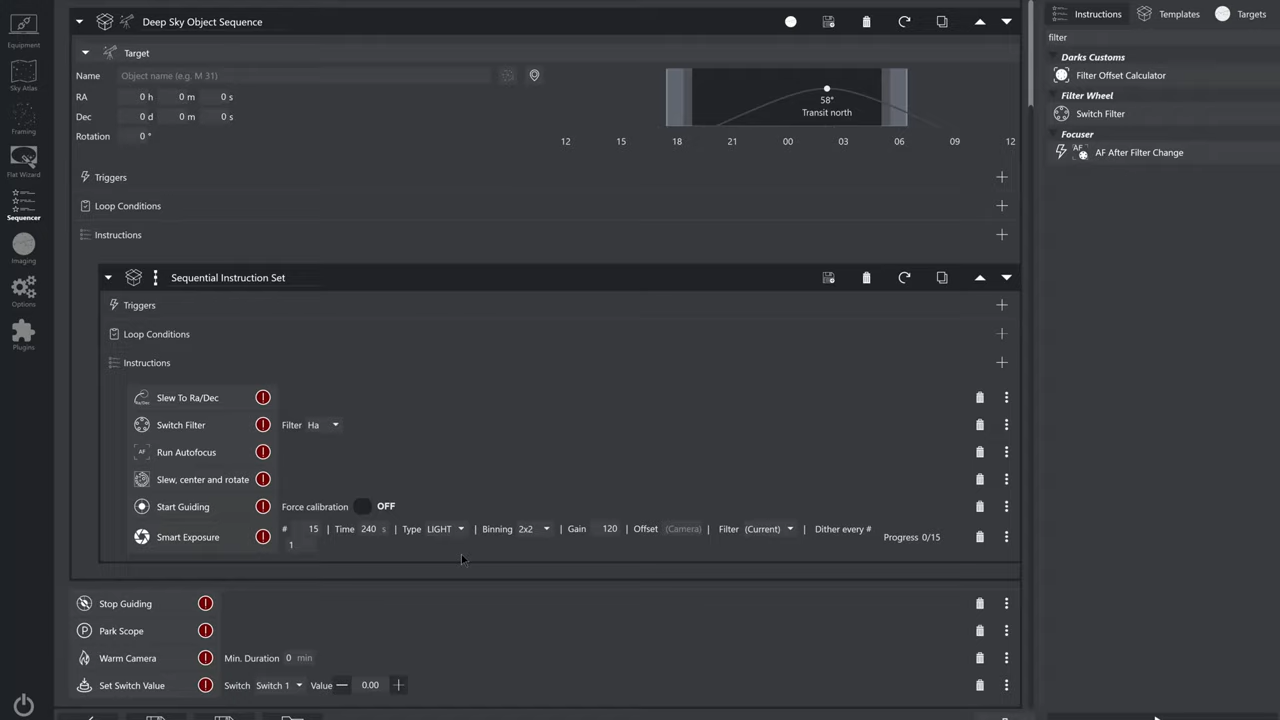 Equipment
Sky Atlas
Framing
Flat Wizard
Sequencer
Imaging
Options
Plugins
Deep Sky Object Sequence
Target
Name Object name (e.g. M 31)
RA 0 h 0 m 0 s
Dec 0 d 0 m 0 s
Rotation 0 °
58°
Transit north
12 15 18 21 00 03 06 09 12
Triggers
Loop Conditions
Instructions
Sequential Instruction Set
Triggers
Loop Conditions
Instructions
Slew To Ra/Dec
Switch Filter Filter Ha
AF Run Autofocus
Slew, center and rotate
Start Guiding Force calibration OFF
Smart Exposure # 15 | Time 240 s | Type LIGHT | Binning 2x2 | Gain 120 | Offset (Camera) | Filter (Current) | Dither every #
1 Progress 0/15
Stop Guiding
P Park Scope
Warm Camera Min. Duration 0 min
Set Switch Value Switch Switch 1 Value 0.00
Instructions Templates Targets
filter
Darks Customs
Filter Offset Calculator
Filter Wheel
Switch Filter
Focuser
AF AF After Filter Change